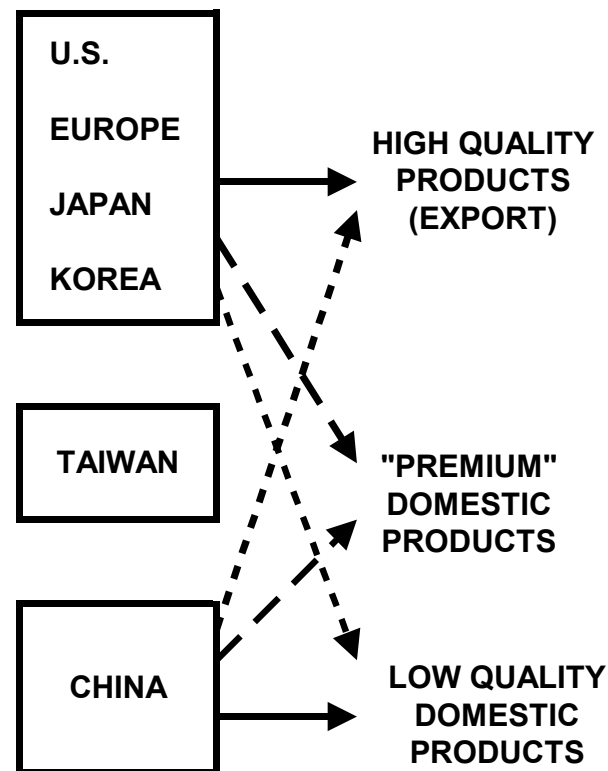 U.S.
EUROPE
JAPAN
KOREA
HIGH QUALITY
PRODUCTS
(EXPORT)
TAIWAN
"PREMIUM"
DOMESTIC
PRODUCTS
CHINA
LOW QUALITY
DOMESTIC
PRODUCTS